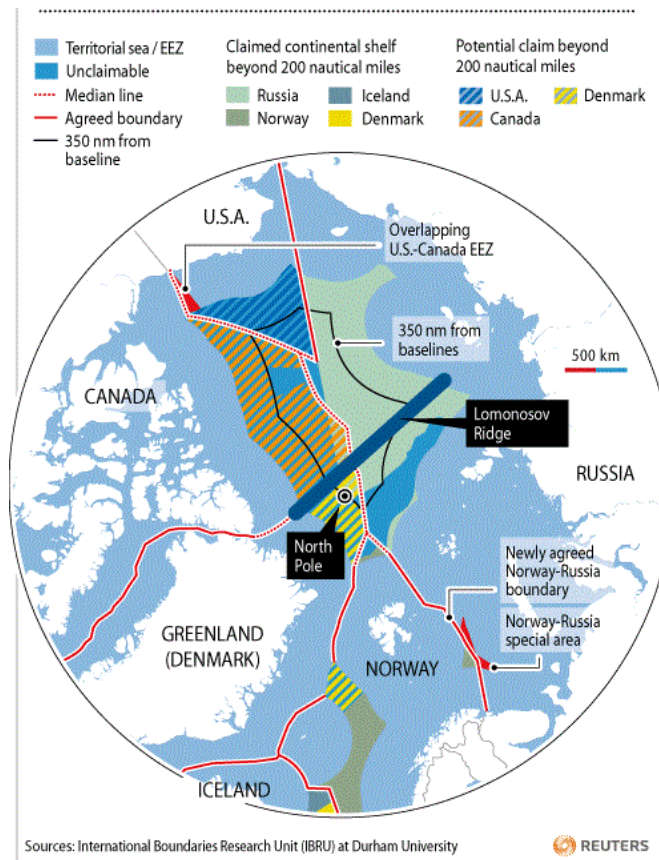 Territorial sea / EEZ
Unclaimable
Median line
Agreed boundary
350 nm from
baseline
Claimed continental shelf
beyond 200 nautical miles
Russia
Iceland
Norway
Denmark
Potential claim beyond
200 nautical miles
U.S.A.
Denmark
Canada
U.S.A.
Overlapping
U.S.-Canada EEZ
350 nm from
baselines
500 km
CANADA
Lomonosov
Ridge
RUSSIA
North
Pole
Newly agreed
Norway-Russia
boundary
Norway-Russia
special area
GREENLAND
(DENMARK)
NORWAY
ICELAND
Sources: International Boundaries Research Unit (IBRU) at Durham University
REUTERS